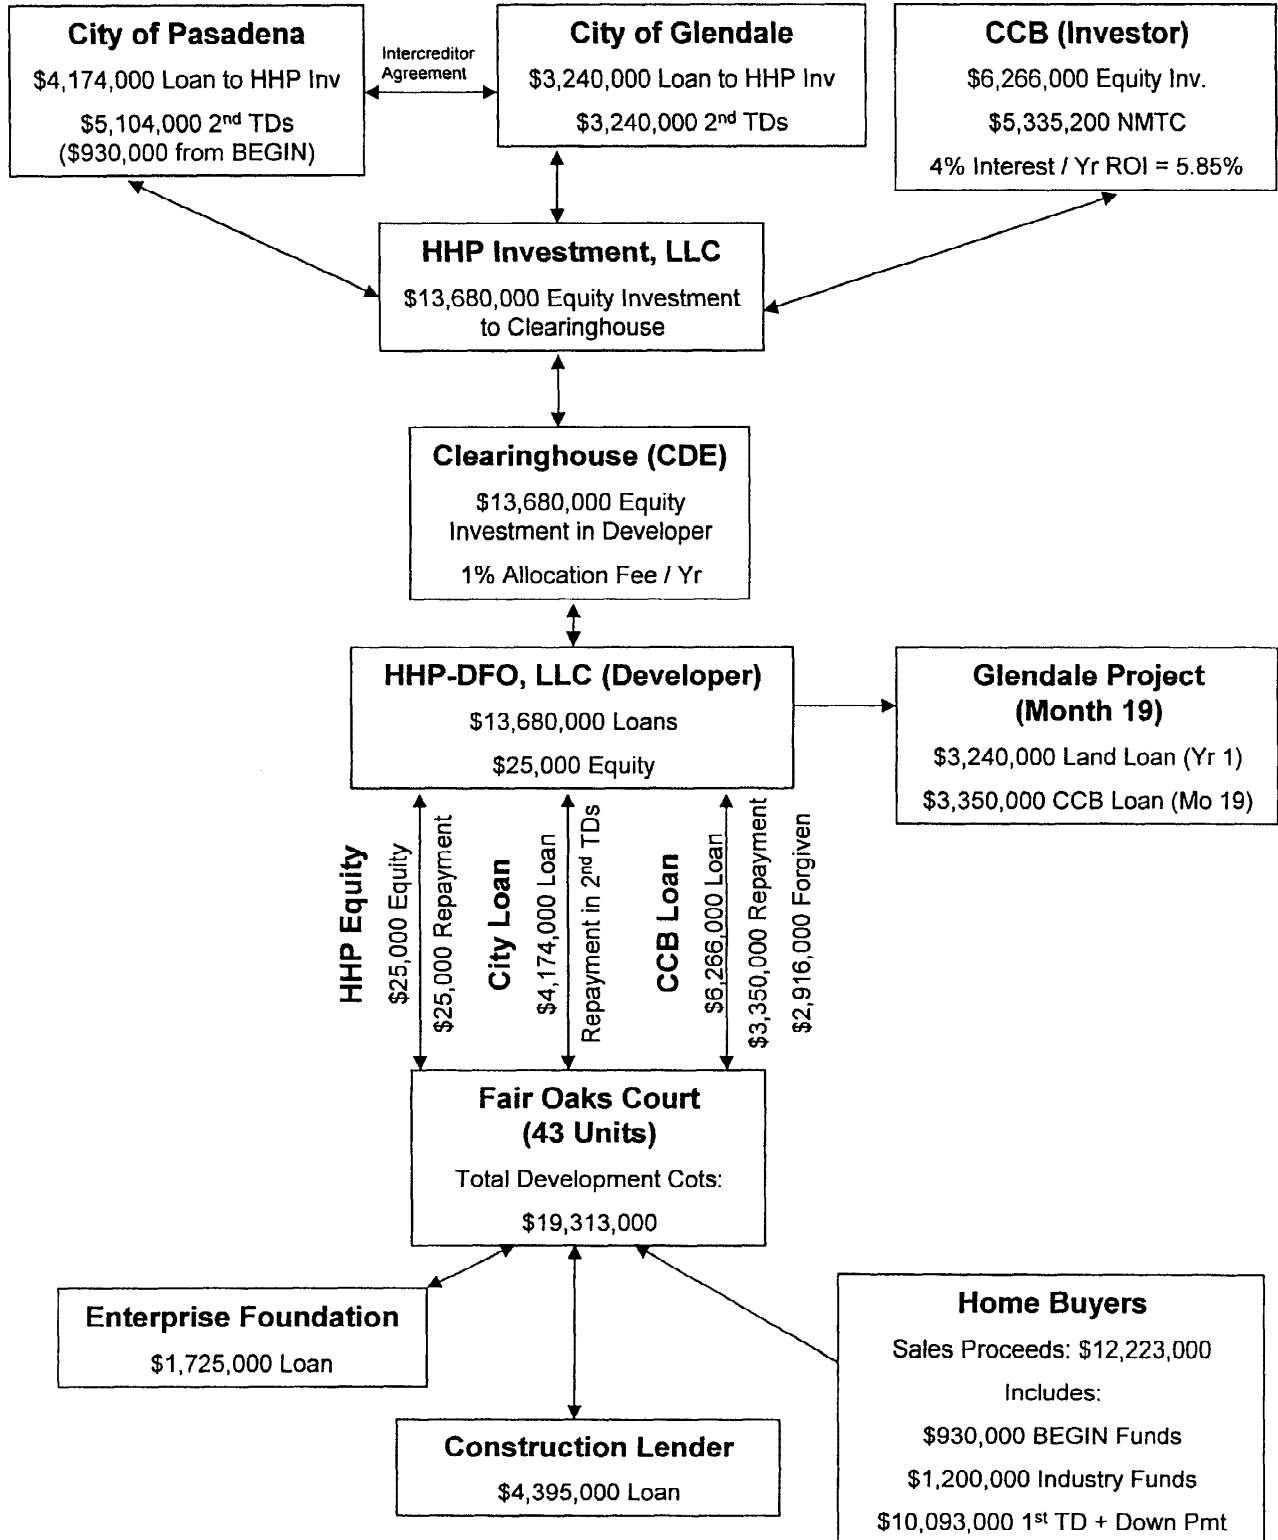 City of Pasadena
$4,174,000 Loan to HHP Inv
$5,104,000 2nd TDs
($930,000 from BEGIN)
Intercreditor
Agreement
City of Glendale
$3,240,000 Loan to HHP Inv
$3,240,000 2nd TDs
CCB (Investor)
$6,266,000 Equity Inv.
$5,335,200 NMTC
4% Interest / Yr ROI = 5.85%
HHP Investment, LLC
$13,680,000 Equity Investment
to Clearinghouse
Clearinghouse (CDE)
$13,680,000 Equity
Investment in Developer
1% Allocation Fee / Yr
HHP-DFO, LLC (Developer)
$13,680,000 Loans
$25,000 Equity
Glendale Project
(Month 19)
$3,240,000 Land Loan (Yr 1)
$3,350,000 CCB Loan (Mo 19)
HHP Equity
$25,000 Equity
$25,000 Repayment
City Loan
$4,174,000 Loan
Repayment in 2nd TDs
CCB Loan
$6,266,000 Loan
$3,350,000 Repayment
$2,916,000 Forgiven
Fair Oaks Court
(43 Units)
Total Development Cots:
$19,313,000
Enterprise Foundation
$1,725,000 Loan
Construction Lender
$4,395,000 Loan
Home Buyers
Sales Proceeds: $12,223,000
Includes:
$930,000 BEGIN Funds
$1,200,000 Industry Funds
$10,093,000 1st TD + Down Pmt